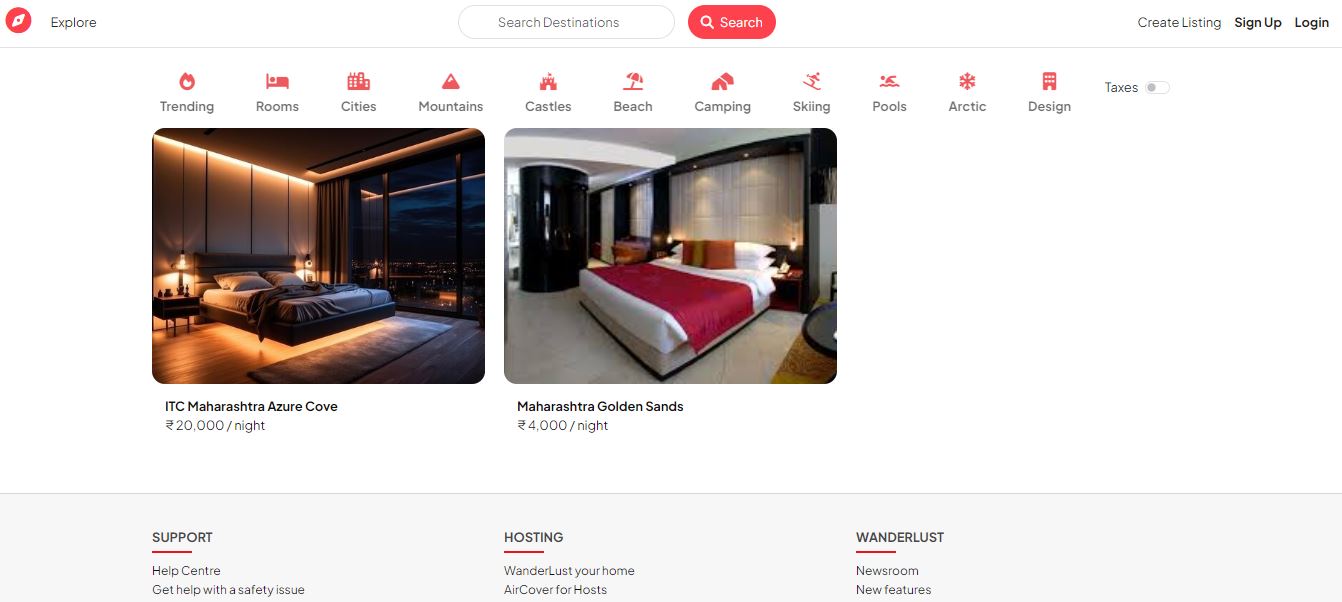 Explore
Search Destinations
Search
Create Listing
Sign Up
Login
Trending
Rooms
Cities
Mountains
Castles
Beach
Camping
Skiing
Pools
Arctic
Design
Taxes
ITC Maharashtra Azure Cove
₹ 20,000 / night
Maharashtra Golden Sands
₹ 4,000 / night
SUPPORT
Help Centre
Get help with a safety issue
HOSTING
WanderLust your home
AirCover for Hosts
WANDERLUST
Newsroom
New features